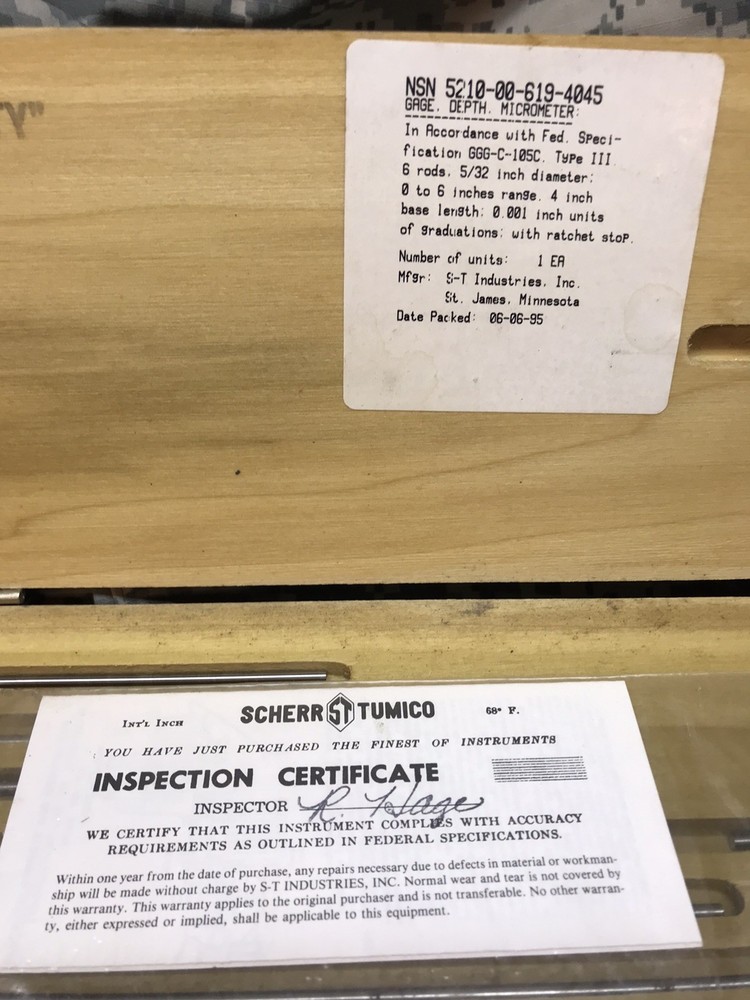 Y"
NSN 5210-00-619-4045
GAGE, DEPTH, MICROMETER:
In Accordance with Fed. Speci-
fication GGG-C-105C, Type III
6 rods, 5/32 inch diameter;
0 to 6 inches range, 4 inch
base length; 0.001 inch units
of graduations; with ratchet stop.
Number of units: 1 EA
Mfgr: S-T Industries, Inc.
St. James, Minnesota
Date Packed: 06-06-95
INT'L INCH SCHERR ST TUMICO 68° F.
YOU HAVE JUST PURCHASED THE FINEST OF INSTRUMENTS
INSPECTION CERTIFICATE
INSPECTOR R. Hage
WE CERTIFY THAT THIS INSTRUMENT COMPLIES WITH ACCURACY
REQUIREMENTS AS OUTLINED IN FEDERAL SPECIFICATIONS.
Within one year from the date of purchase, any repairs necessary due to defects in material or workman-
ship will be made without charge by S-T INDUSTRIES, INC. Normal wear and tear is not covered by
this warranty. This warranty applies to the original purchaser and is not transferable. No other warran-
ty, either expressed or implied, shall be applicable to this equipment.